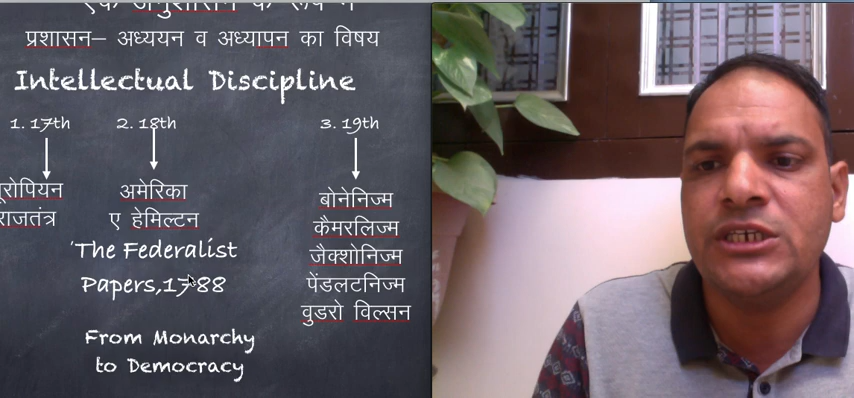 प्रशासन– अध्ययन व अध्यापन का विषय
Intellectual Discipline
1. 17th
2. 18th
3. 19th
राजतंत्र
अमेरिका
ए हेमिल्टन
'The Federalist
Papers,1788
From Monarchy
to Democracy
बोनेनिज्म
कैमरलिज्म
जैक्शोनिज्म
पेंडलटनिज्म
वुडरो विल्सन